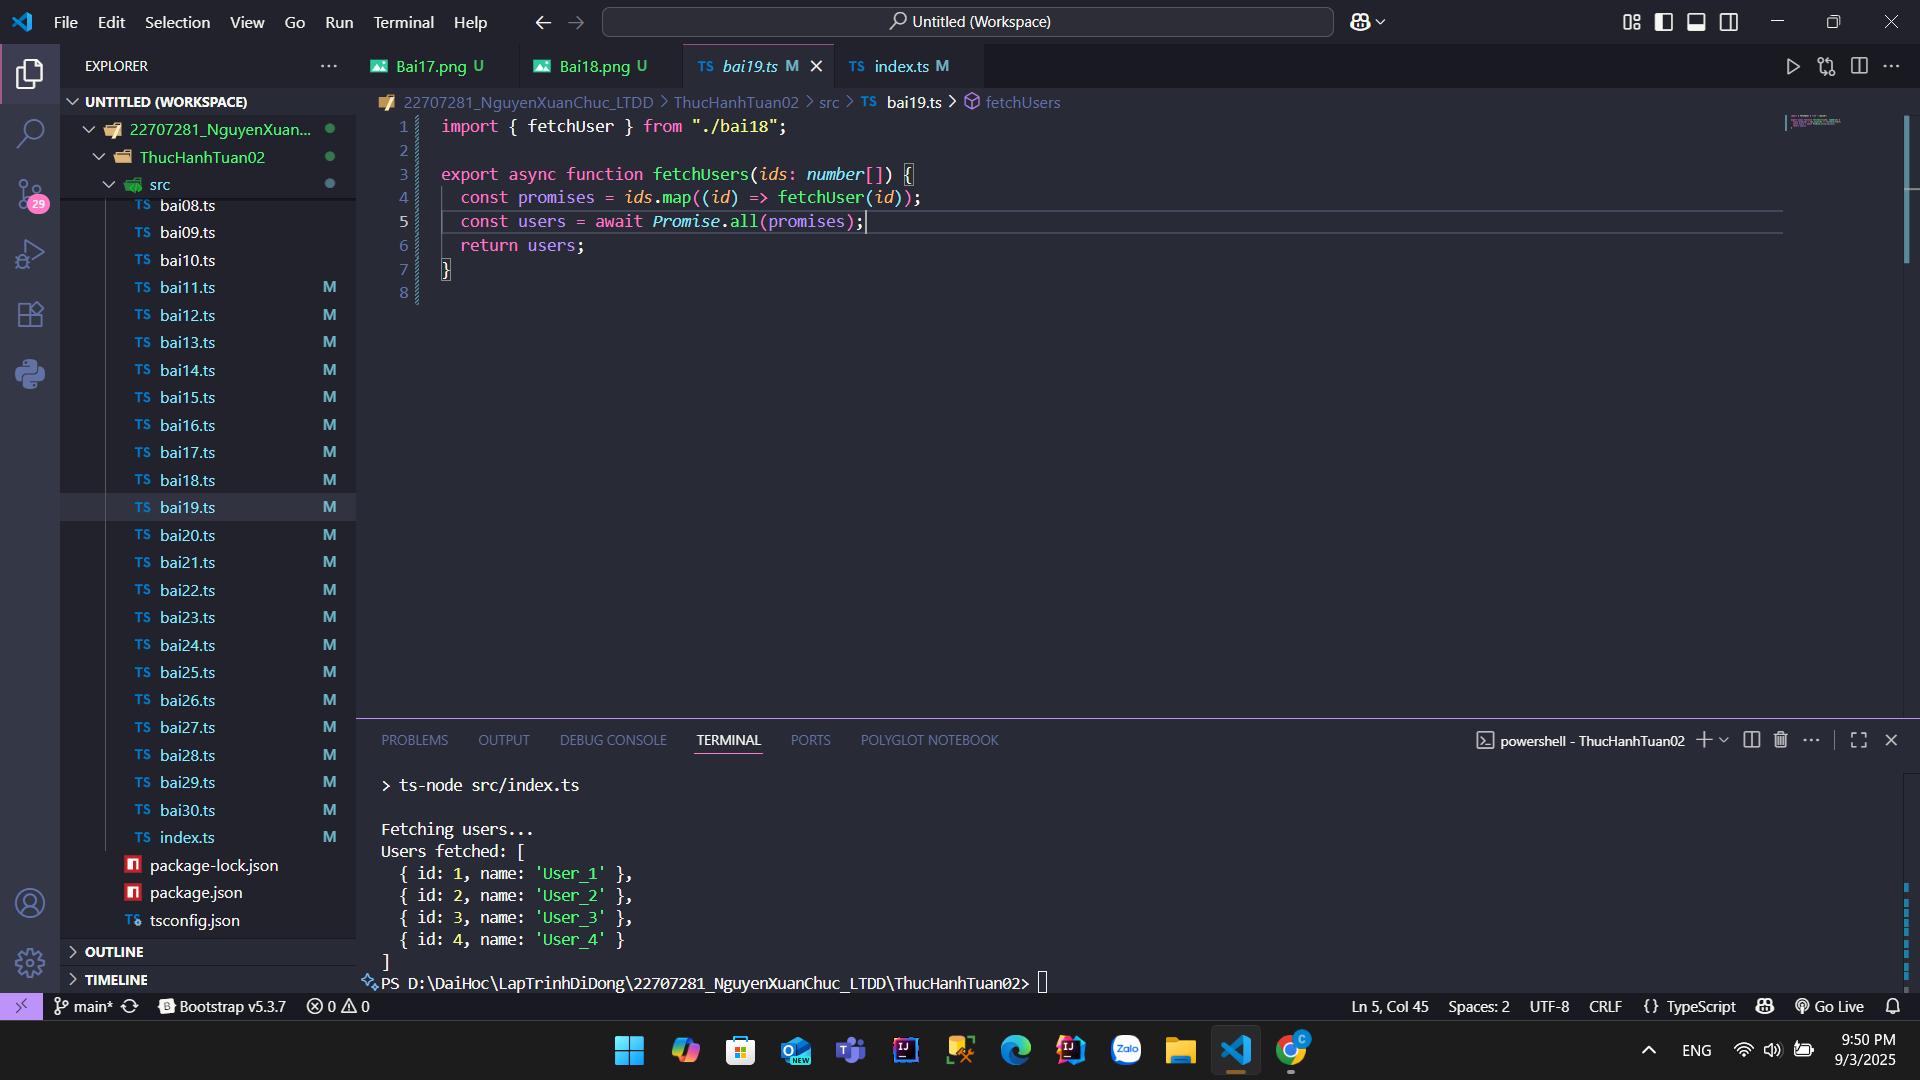 File Edit Selection View Go Run Terminal Help
Untitled (Workspace)
EXPLORER
Bai17.png U
Bai18.png U
TS bai19.ts M
TS index.ts M
UNTITLED (WORKSPACE)
22707281_NguyenXuan...
ThucHanhTuan02
src
TS bai08.ts
TS bai09.ts
TS bai10.ts
TS bai11.ts M
TS bai12.ts M
TS bai13.ts M
TS bai14.ts M
TS bai15.ts M
TS bai16.ts M
TS bai17.ts M
TS bai18.ts M
TS bai19.ts M
TS bai20.ts M
TS bai21.ts M
TS bai22.ts M
TS bai23.ts M
TS bai24.ts M
TS bai25.ts M
TS bai26.ts M
TS bai27.ts M
TS bai28.ts M
TS bai29.ts M
TS bai30.ts M
TS index.ts M
package-lock.json
package.json
TS tsconfig.json
OUTLINE
TIMELINE
29
22707281_NguyenXuanChuc_LTDD > ThucHanhTuan02 > src > TS bai19.ts > fetchUsers
1 import { fetchUser } from "./bai18";
2
3 export async function fetchUsers(ids: number[]) {
4 const promises = ids.map((id) => fetchUser(id));
5 const users = await Promise.all(promises);
6 return users;
7 }
8
PROBLEMS OUTPUT DEBUG CONSOLE TERMINAL PORTS POLYGLOT NOTEBOOK
powershell - ThucHanhTuan02
> ts-node src/index.ts
Fetching users...
Users fetched: [
{ id: 1, name: 'User_1' },
{ id: 2, name: 'User_2' },
{ id: 3, name: 'User_3' },
{ id: 4, name: 'User_4' }
]
PS D:\DaiHoc\LapTrinhDiDong\22707281_NguyenXuanChuc_LTDD\ThucHanhTuan02>
main* Bootstrap v5.3.7 0 0
Ln 5, Col 45 Spaces: 2 UTF-8 CRLF {} TypeScript Go Live
NEW
IJ
IJ
Zalo
C
ENG
9:50 PM
9/3/2025